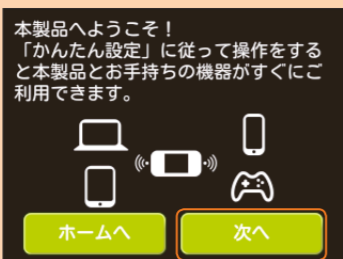 本製品へようこそ！
「かんたん設定」に従って操作をする
と本製品とお手持ちの機器がすぐにご
利用できます。
ホームへ
次へ